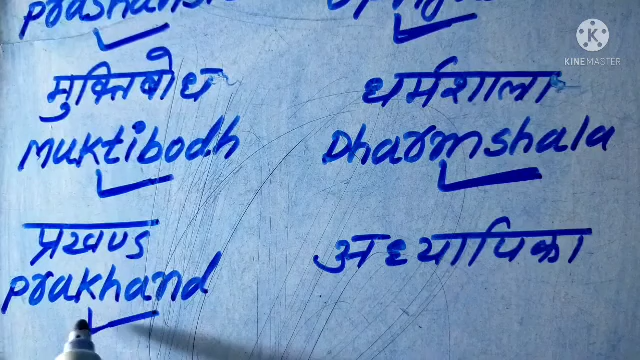 मुक्तिबोध धर्मशाला
Muktibodh Dharmshala
प्रखण्ड अध्यापिका
prakhand
KINEMASTER